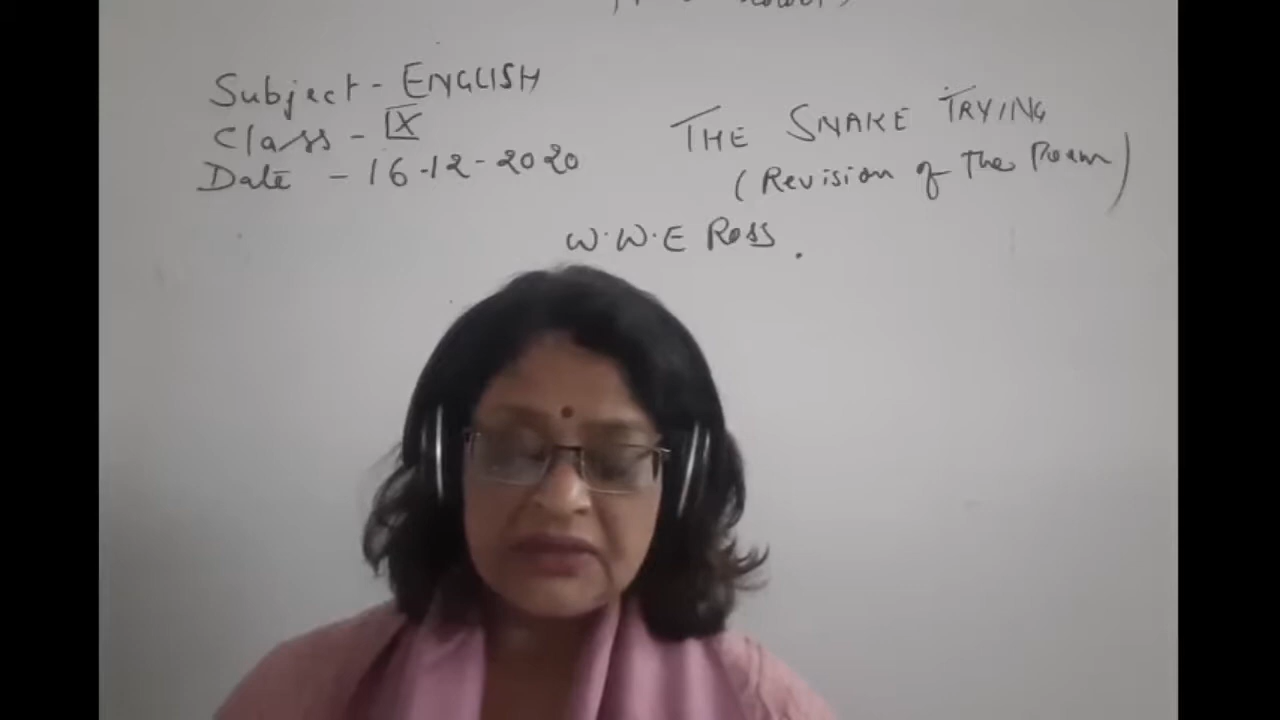 Subject - ENGLISH
Class - IX
Date - 16-12-2020
THE SNAKE TRYING
(Revision of The Poem)
W.W.E Ross.